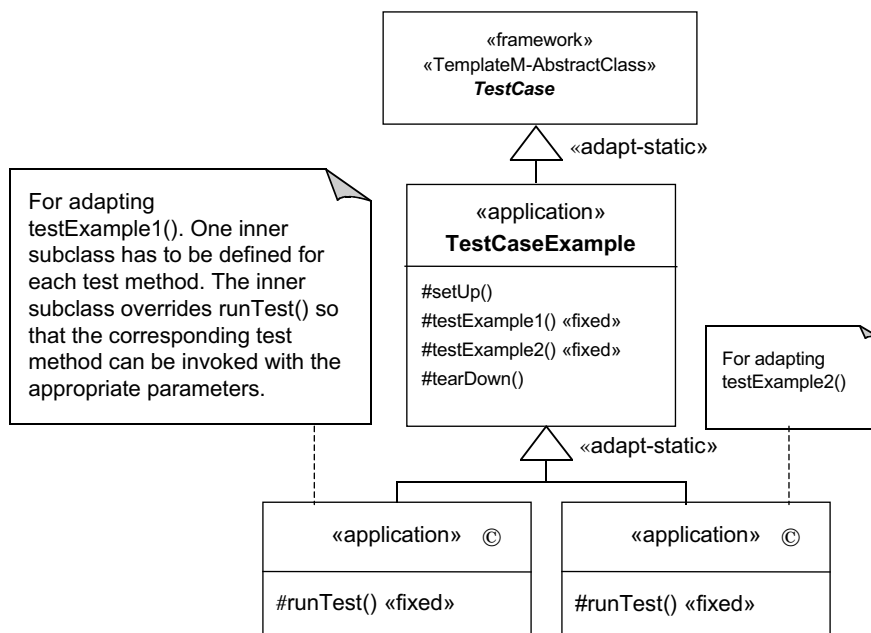 «framework»
«TemplateM-AbstractClass»
TestCase
«adapt-static»
For adapting
testExample1(). One inner
subclass has to be defined for
each test method. The inner
subclass overrides runTest() so
that the corresponding test
method can be invoked with the
appropriate parameters.
«application»
TestCaseExample
#setUp()
#testExample1() «fixed»
#testExample2() «fixed»
#tearDown()
For adapting
testExample2()
«adapt-static»
«application» ©
#runTest() «fixed»
«application» ©
#runTest() «fixed»